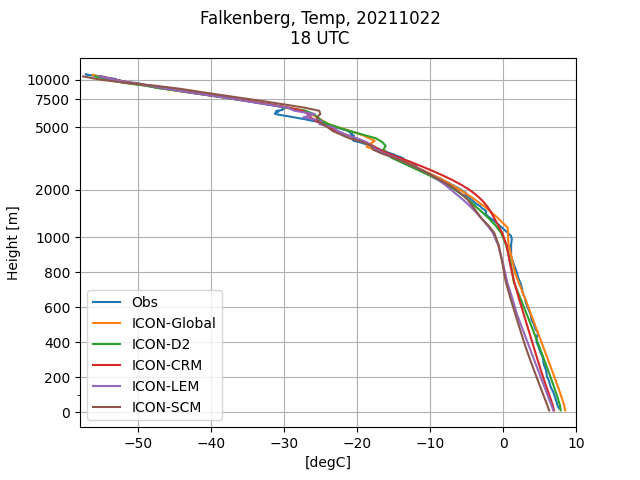 Falkenberg, Temp, 20211022
18 UTC
10000
7500
5000
2000
1000
800
600
400
200
0
Height [m]
Obs
ICON-Global
ICON-D2
ICON-CRM
ICON-LEM
ICON-SCM
−50
−40
−30
−20
−10
0
10
[degC]